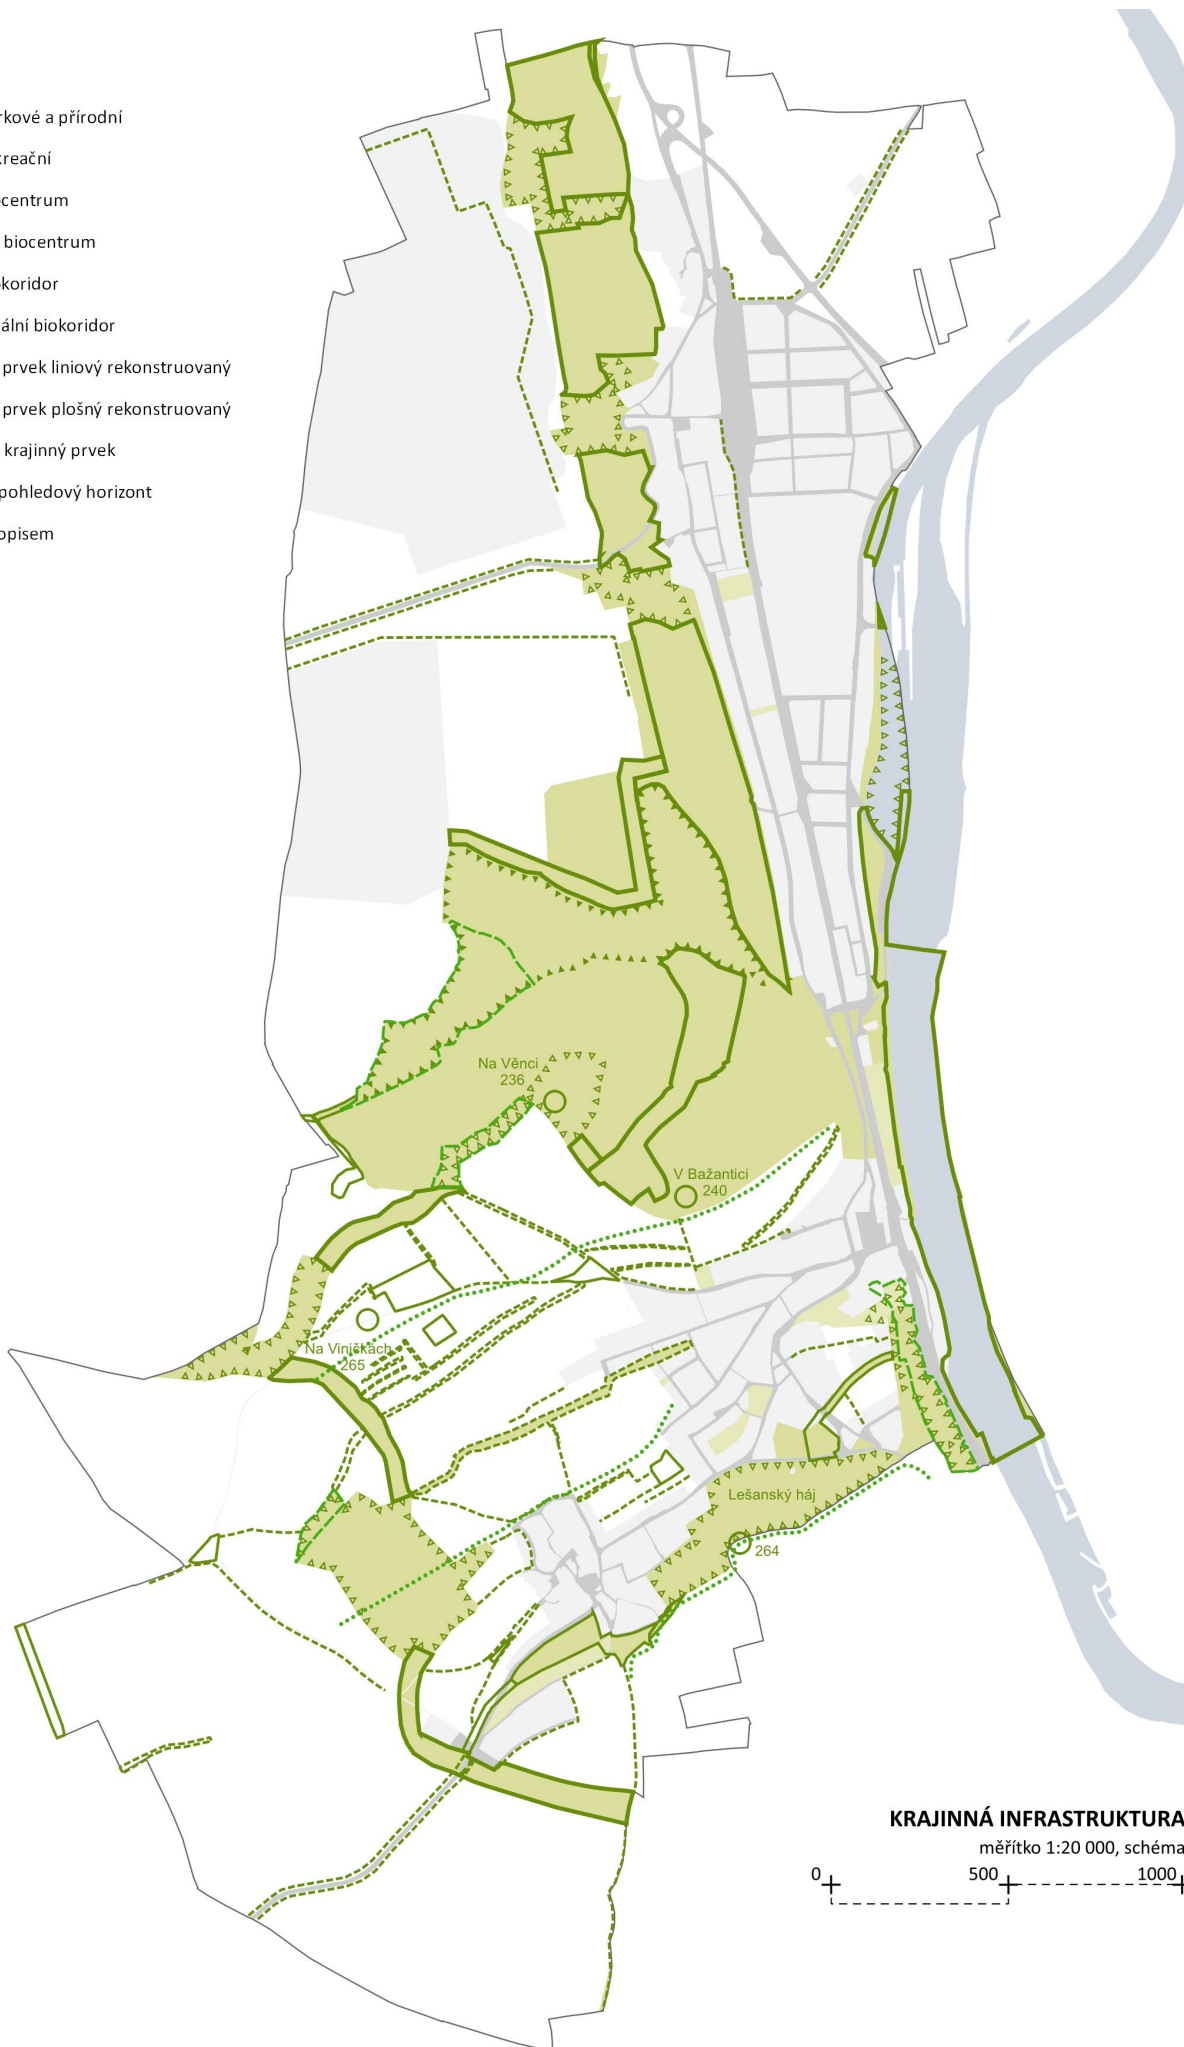 rkové a přírodní
kreační
centrum
biocentrum
koridor
ální biokoridor
prvek liniový rekonstruovaný
prvek plošný rekonstruovaný
krajinný prvek
pohledový horizont
opisem
Na Věnci
236
V Bažantici
240
Na Viničkách
265
Lešanský háj
264
KRAJINNÁ INFRASTRUKTURA
měřítko 1:20 000, schéma
0 500 1000